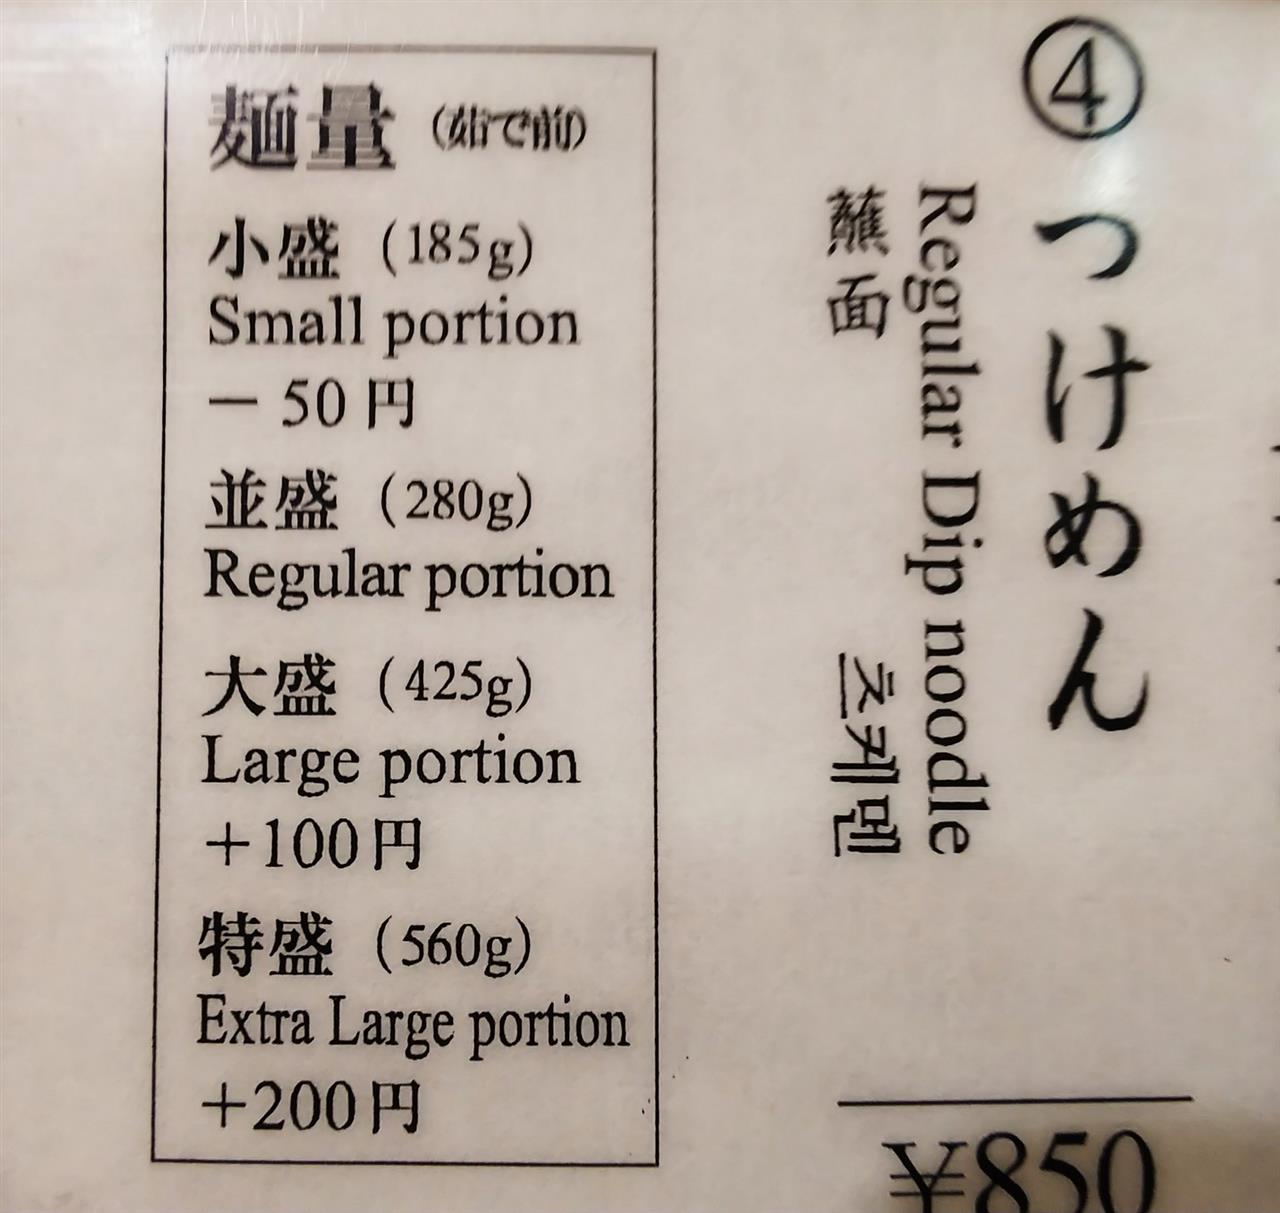 ④つけめん
Regular Dip noodle
蘸面
츠케멘
¥850
麺量（茹で前）
小盛（185g）
Small portion
－50円
並盛（280g）
Regular portion
大盛（425g）
Large portion
＋100円
特盛（560g）
Extra Large portion
＋200円